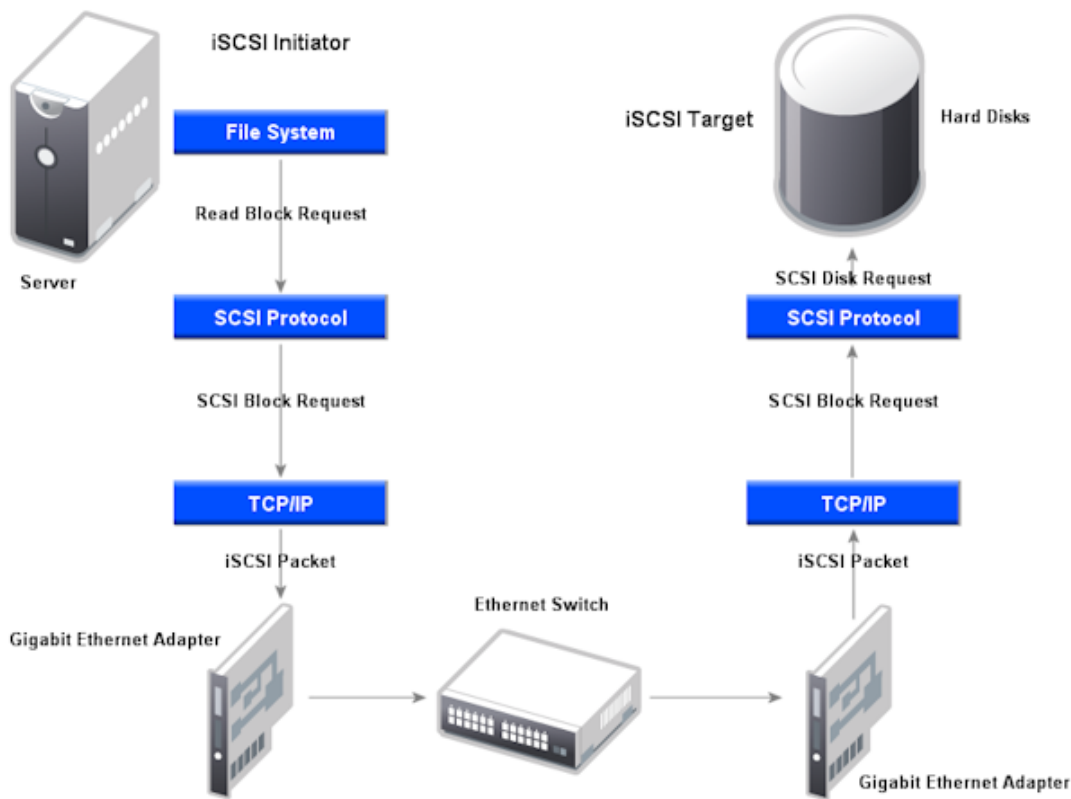 iSCSI Initiator
File System
Read Block Request
Server
SCSI Protocol
SCSI Block Request
TCP/IP
iSCSI Packet
Gigabit Ethernet Adapter
Ethernet Switch
iSCSI Target
Hard Disks
SCSI Disk Request
SCSI Protocol
SCSI Block Request
TCP/IP
iSCSI Packet
Gigabit Ethernet Adapter